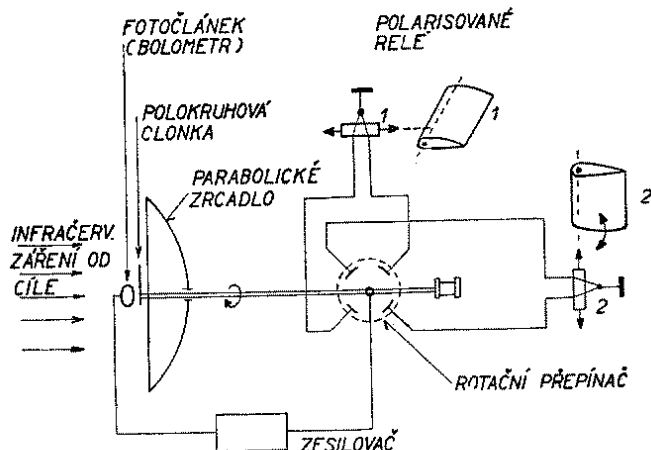 FOTOČLÁNEK
(BOLOMETR)
POLARISOVANÉ
RELÉ
POLOKRUHOVÁ
CLONKA
1
1
PARABOLICKÉ
ZRCADLO
2
INFRAČERV.
ZÁŘENÍ OD
CÍLE
2
ROTAČNÍ PŘEPÍNAČ
ZESILOVAČ